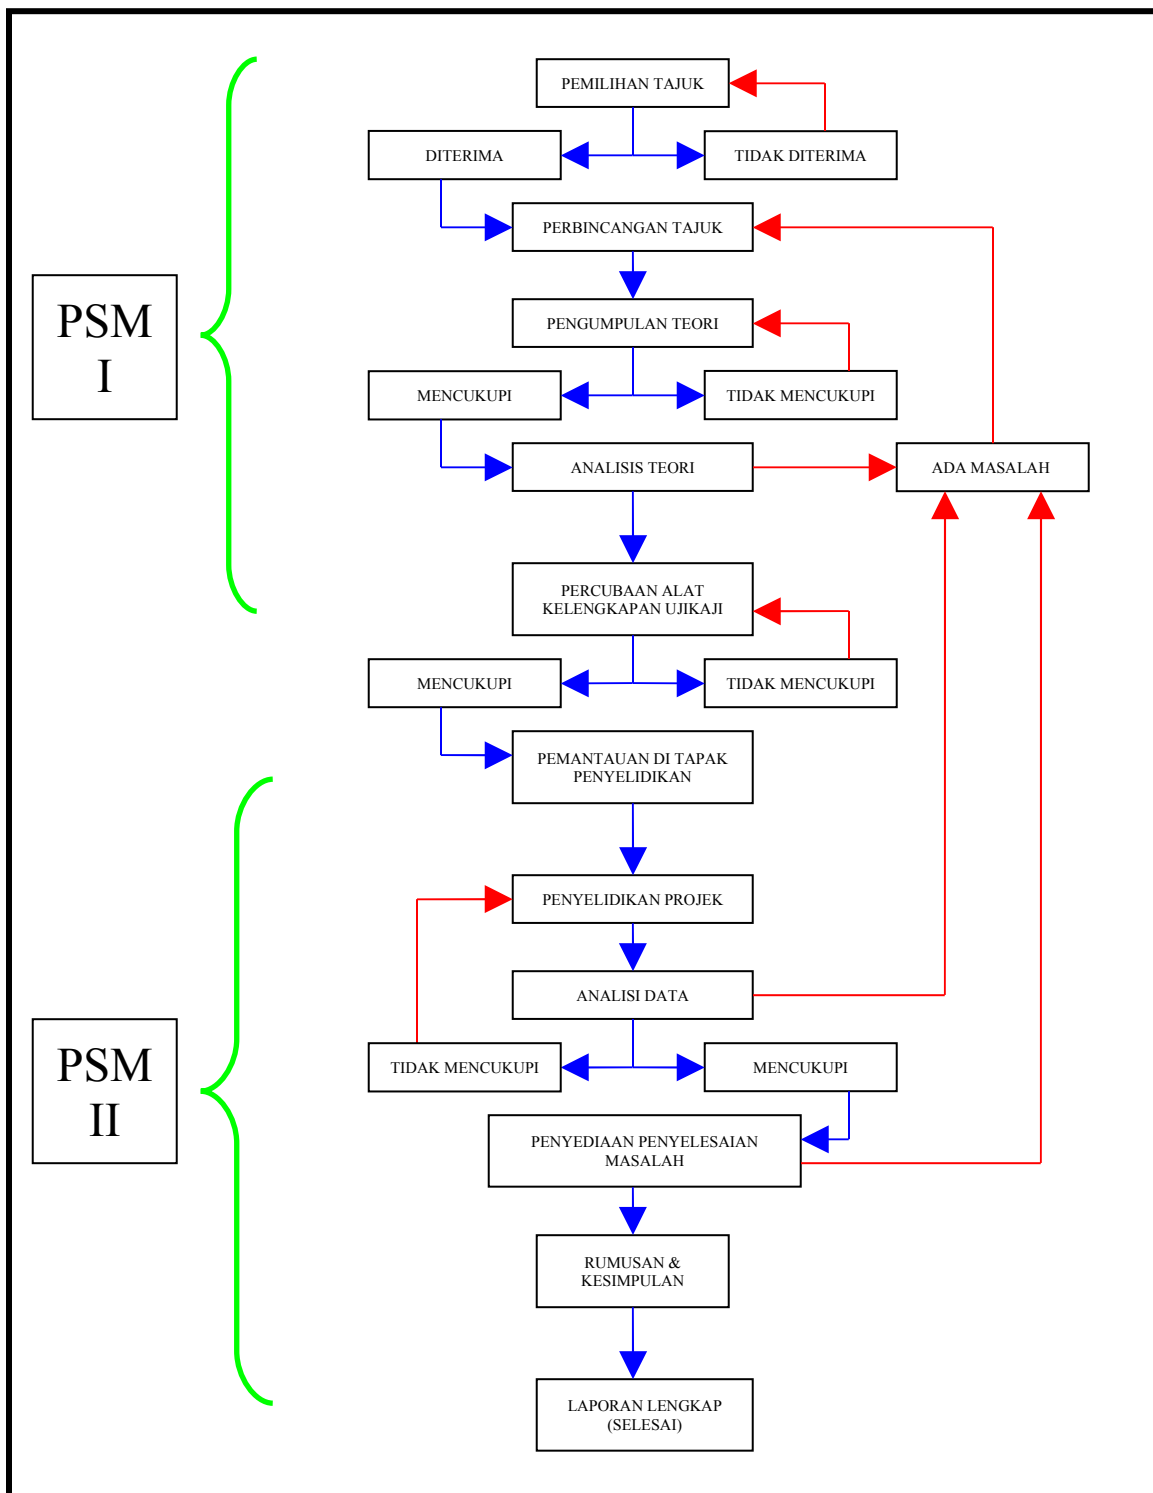 PEMILIHAN TAJUK
DITERIMA
TIDAK DITERIMA
PERBINCANGAN TAJUK
PSM
I
PENGUMPULAN TEORI
MENCUKUPI
TIDAK MENCUKUPI
ANALISIS TEORI
ADA MASALAH
PERCUBAAN ALAT
KELENGKAPAN UJIKAJI
MENCUKUPI
TIDAK MENCUKUPI
PEMANTAUAN DI TAPAK
PENYELIDIKAN
PENYELIDIKAN PROJEK
ANALISI DATA
PSM
II
TIDAK MENCUKUPI
MENCUKUPI
PENYEDIAAN PENYELESAIAN
MASALAH
RUMUSAN &
KESIMPULAN
LAPORAN LENGKAP
(SELESAI)